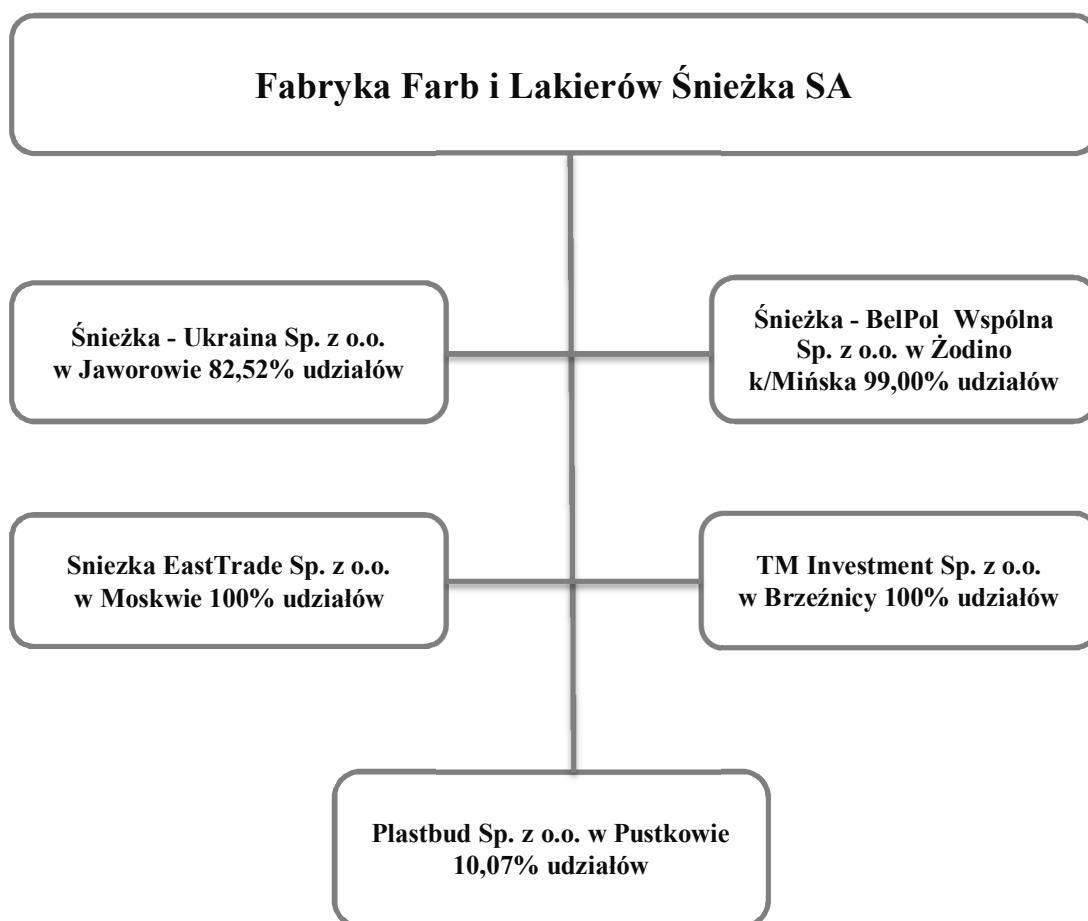 Fabryka Farb i Lakierów Śnieżka SA
Śnieżka - Ukraina Sp. z o.o.
w Jaworowie 82,52% udziałów
Śnieżka - BelPol Wspólna
Sp. z o.o. w Żodino
k/Mińska 99,00% udziałów
Sniezka EastTrade Sp. z o.o.
w Moskwie 100% udziałów
TM Investment Sp. z o.o.
w Brzeźnicy 100% udziałów
Plastbud Sp. z o.o. w Pustkowie
10,07% udziałów